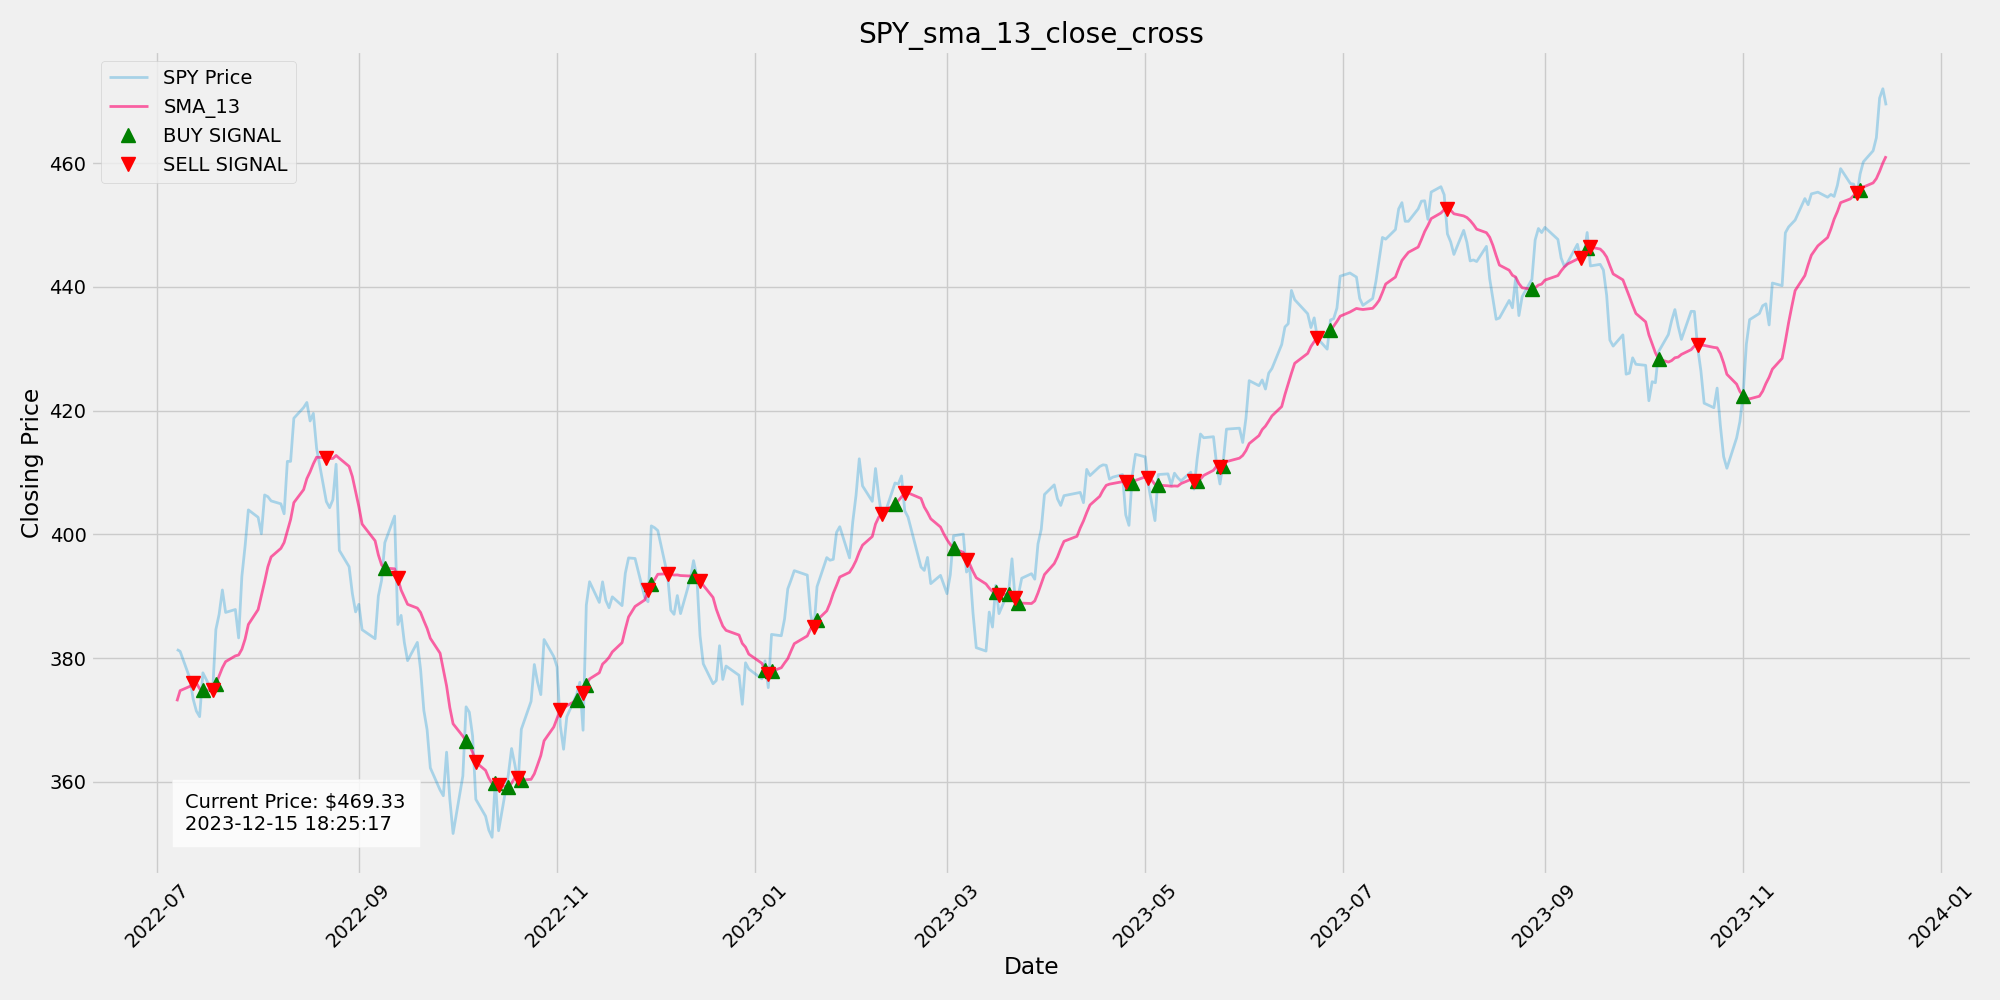 SPY_sma_13_close_cross
SPY Price
SMA_13
BUY SIGNAL
SELL SIGNAL
Closing Price
460
440
420
400
380
360
Current Price: $469.33
2023-12-15 18:25:17
2022-07
2022-09
2022-11
2023-01
2023-03
2023-05
2023-07
2023-09
2023-11
2024-01
Date